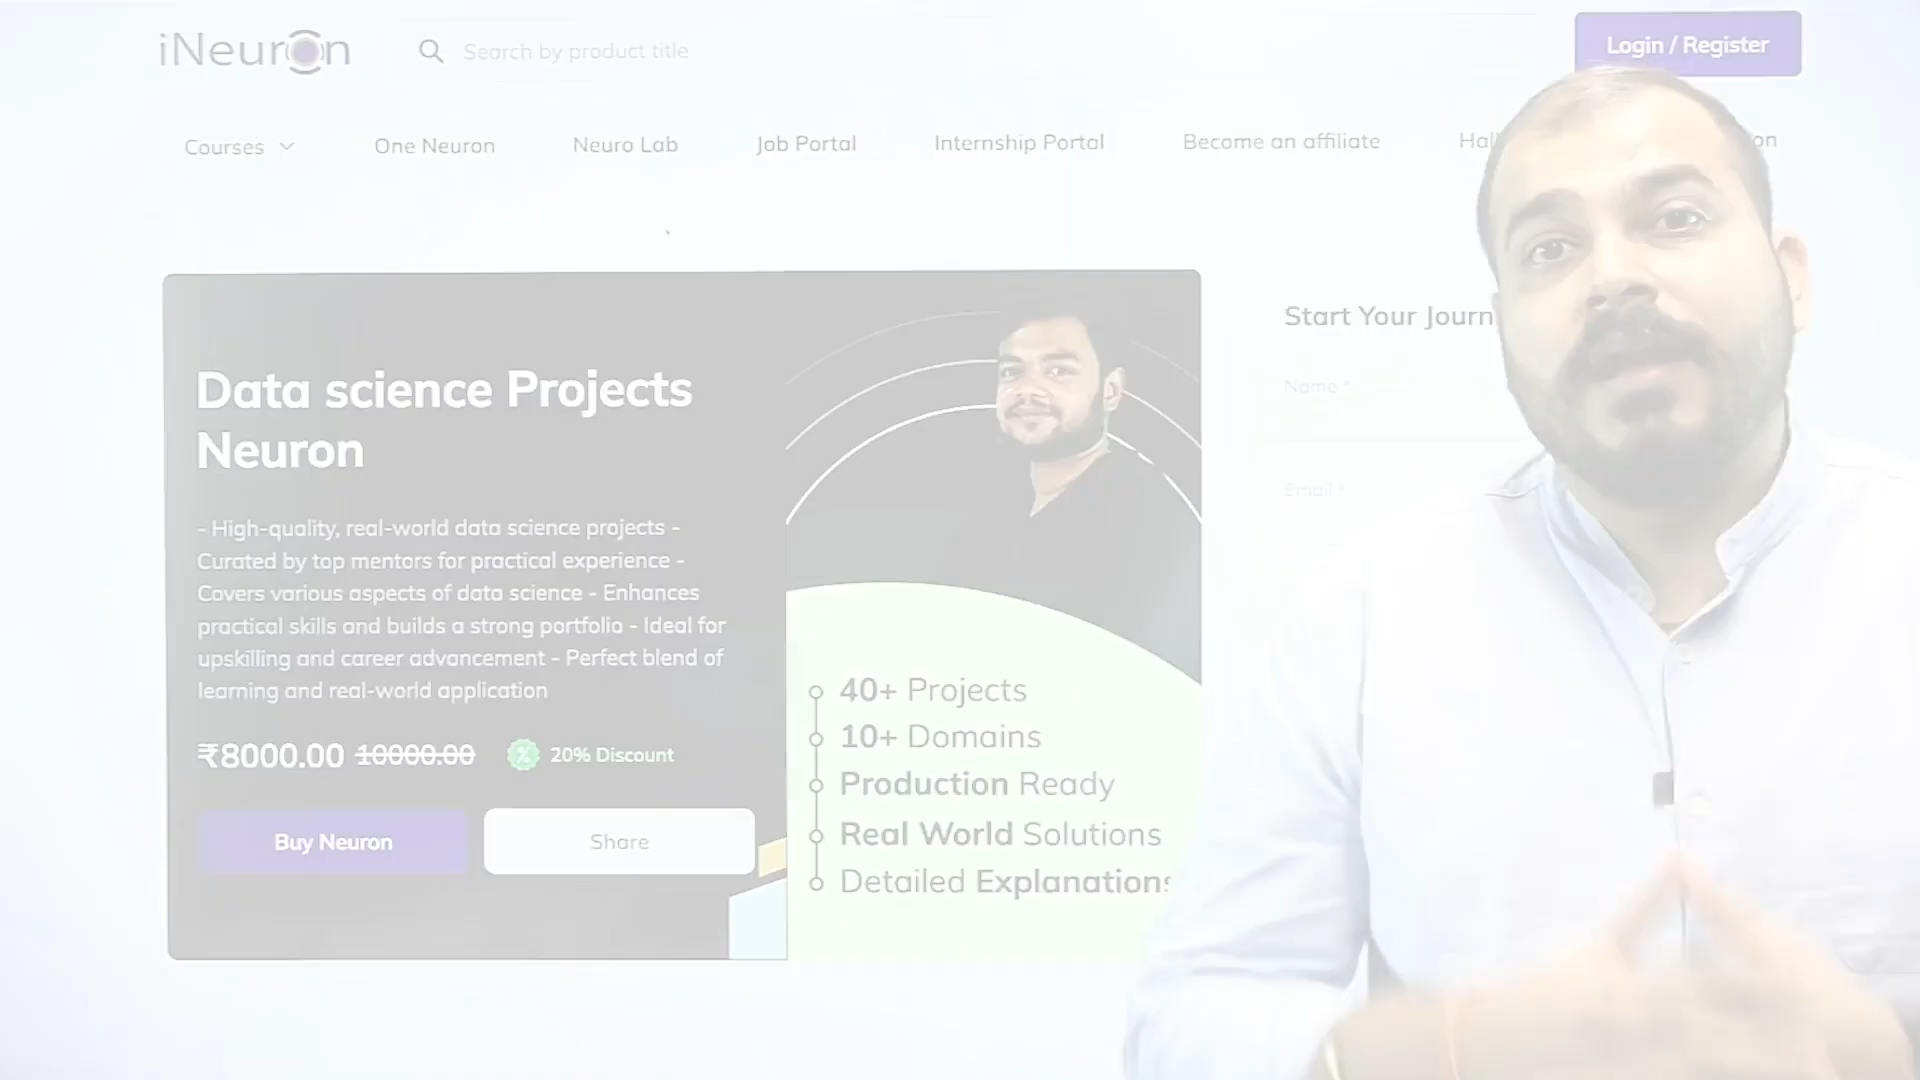 iNeuron
Search by product title
Login / Register
Courses
One Neuron
Neuro Lab
Job Portal
Internship Portal
Become an affiliate
Data science Projects
Neuron
- High-quality, real-world data science projects -
Curated by top mentors for practical experience -
Covers various aspects of data science - Enhances
practical skills and builds a strong portfolio - Ideal for
upskilling and career advancement - Perfect blend of
learning and real-world application
₹8000.00 10000.00 20% Discount
Buy Neuron
Share
40+ Projects
10+ Domains
Production Ready
Real World Solutions
Detailed Explanations
Start Your Journ
Name *
Email *